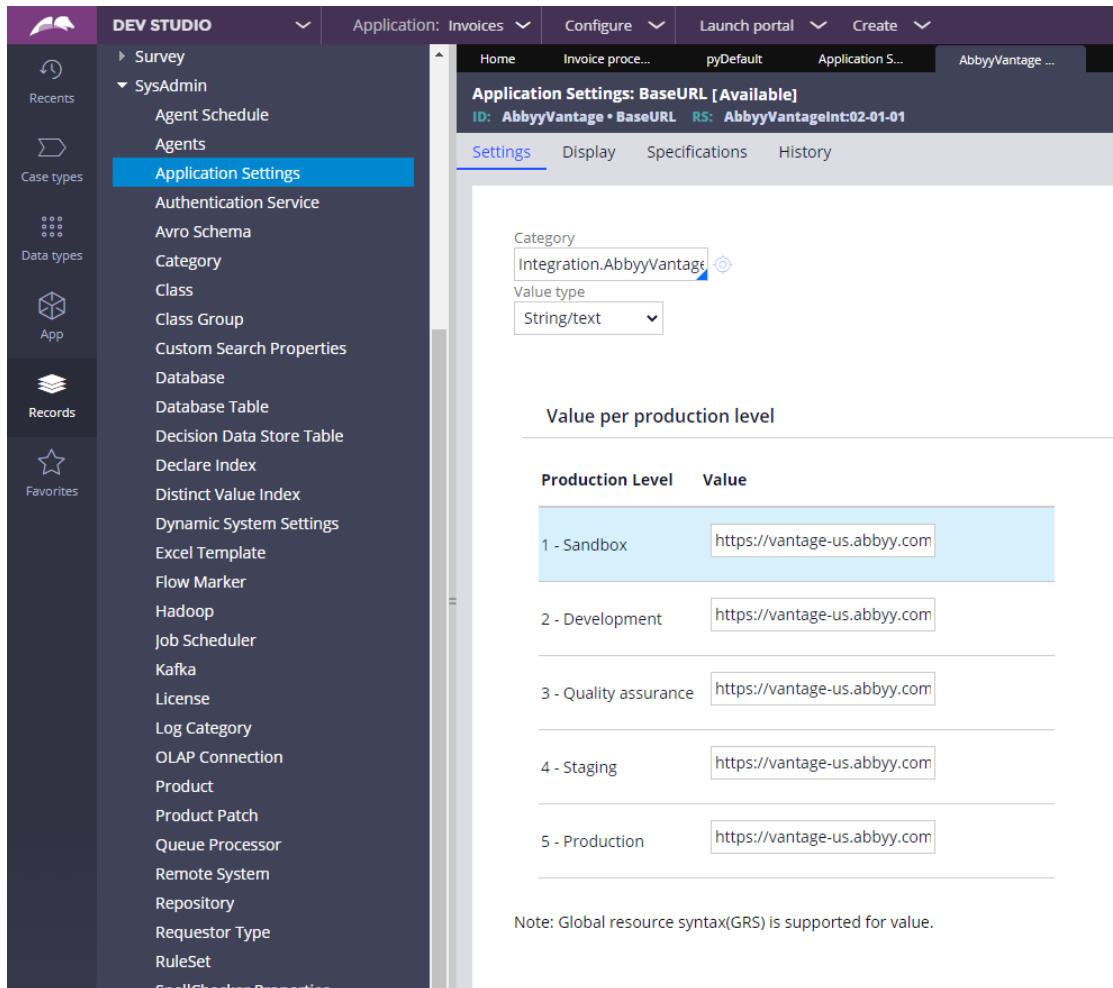 DEV STUDIO
Application: Invoices
Configure
Launch portal
Create
Recents
Case types
Data types
App
Records
Favorites
Survey
SysAdmin
Agent Schedule
Agents
Application Settings
Authentication Service
Avro Schema
Category
Class
Class Group
Custom Search Properties
Database
Database Table
Decision Data Store Table
Declare Index
Distinct Value Index
Dynamic System Settings
Excel Template
Flow Marker
Hadoop
Job Scheduler
Kafka
License
Log Category
OLAP Connection
Product
Product Patch
Queue Processor
Remote System
Repository
Requestor Type
RuleSet
Home
Invoice proce...
pyDefault
Application S...
AbbyyVantage ...
Application Settings: BaseURL [Available]
ID: AbbyyVantage • BaseURL RS: AbbyyVantageInt:02-01-01
Settings
Display
Specifications
History
Category
Integration.AbbyyVantage
Value type
String/text
Value per production level
Production Level Value
1 - Sandbox https://vantage-us.abbyy.com
2 - Development https://vantage-us.abbyy.com
3 - Quality assurance https://vantage-us.abbyy.com
4 - Staging https://vantage-us.abbyy.com
5 - Production https://vantage-us.abbyy.com
Note: Global resource syntax(GRS) is supported for value.